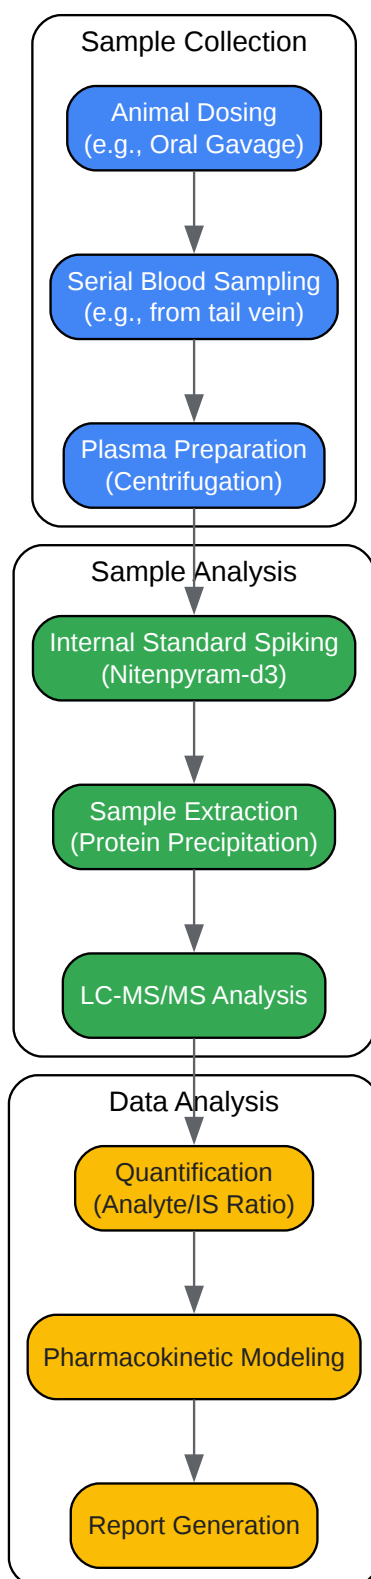 Sample Collection
Animal Dosing
(e.g., Oral Gavage)
Serial Blood Sampling
(e.g., from tail vein)
Plasma Preparation
(Centrifugation)
Sample Analysis
Internal Standard Spiking
(Nitenpyram-d3)
Sample Extraction
(Protein Precipitation)
LC-MS/MS Analysis
Data Analysis
Quantification
(Analyte/IS Ratio)
Pharmacokinetic Modeling
Report Generation